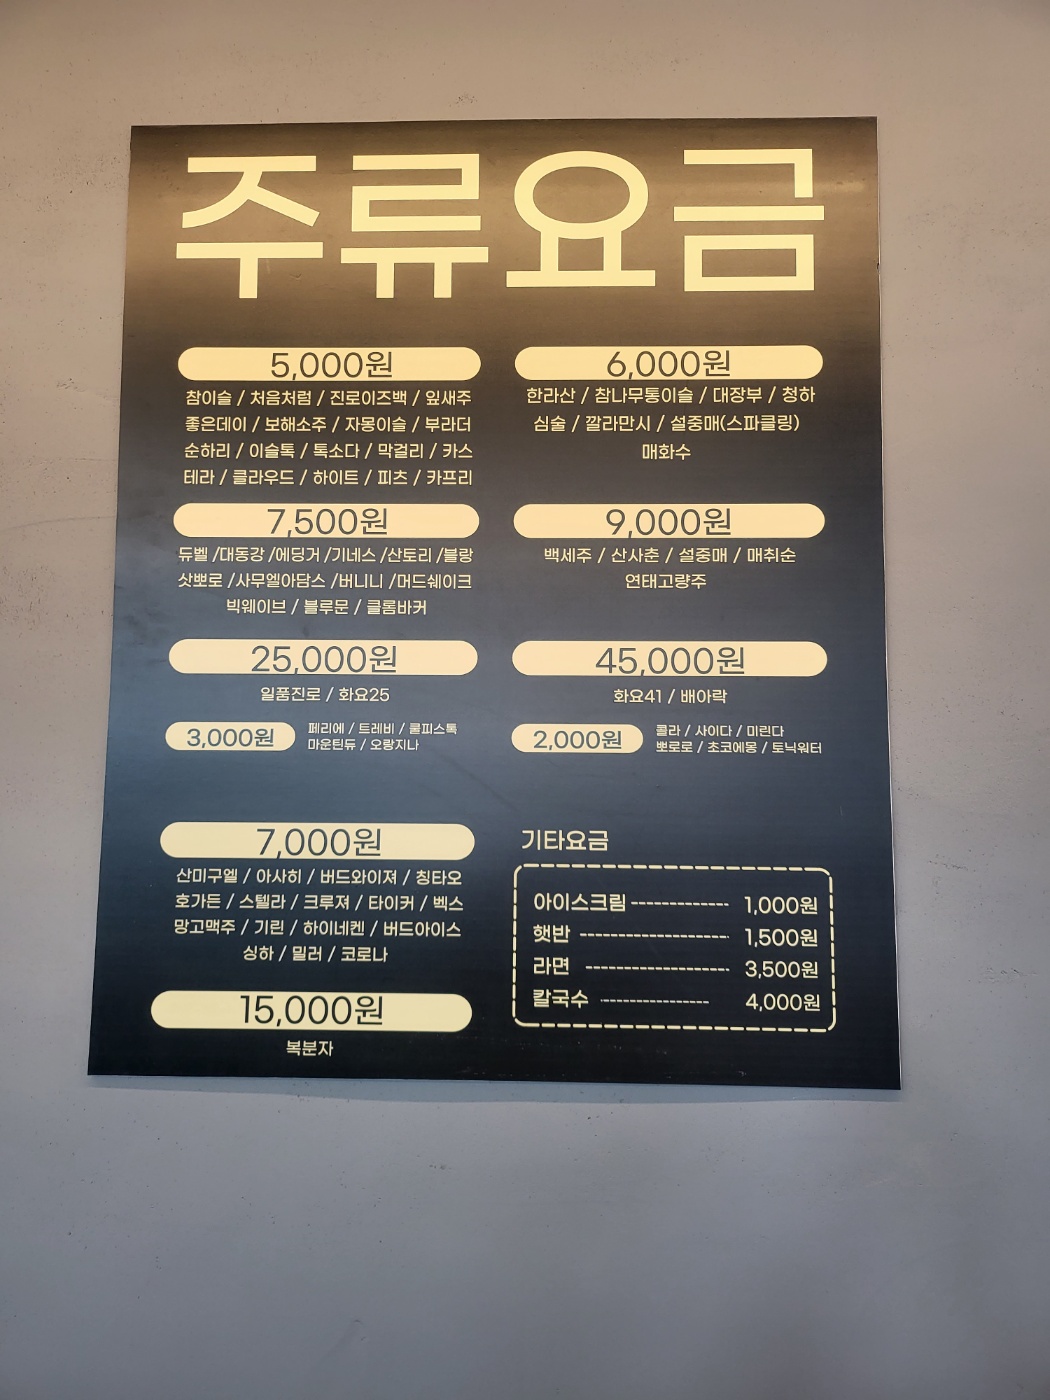 주류요금
5,000원
참이슬 / 처음처럼 / 진로이즈백 / 잎새주
좋은데이 / 보해소주 / 자몽이슬 / 부라더
순하리 / 이슬톡 / 톡소다 / 막걸리 / 카스
테라 / 클라우드 / 하이트 / 피츠 / 카프리
6,000원
한라산 / 참나무통이슬 / 대장부 / 청하
심술 / 깔라만시 / 설중매(스파클링)
매화수
7,500원
듀벨 /대동강 /에딩거 /기네스 /산토리 /블랑
삿뽀로 /사무엘아담스 /버니니 /머드쉐이크
빅웨이브 / 블루문 / 클롬바커
9,000원
백세주 / 산사춘 / 설중매 / 매취순
연태고량주
25,000원
일품진로 / 화요25
45,000원
화요41 / 배아락
3,000원
페리에 / 트레비 / 쿨피스톡
마운틴듀 / 오랑지나
2,000원
콜라 / 사이다 / 미린다
뽀로로 / 초코에몽 / 토닉워터
7,000원
산미구엘 / 아사히 / 버드와이져 / 칭타오
호가든 / 스텔라 / 크루져 / 타이커 / 벡스
망고맥주 / 기린 / 하이네켄 / 버드아이스
싱하 / 밀러 / 코로나
15,000원
복분자
기타요금
아이스크림 -------------- 1,000원
햇반 --------------------- 1,500원
라면 --------------------- 3,500원
칼국수 ----------------- 4,000원